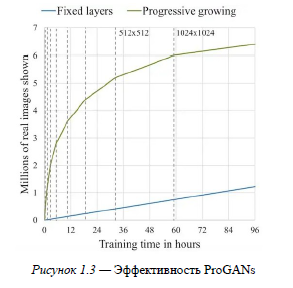 Fixed layers Progressive growing
Millions of real images shown
7
6
5
4
3
2
1
0
512x512 1024x1024
0 12 24 36 48 60 72 84 96
Training time in hours
Рисунок 1.3 — Эффективность ProGANs